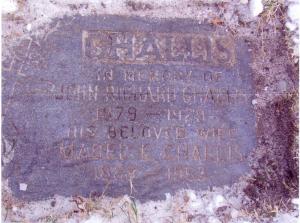 CHALLIS
IN MEMORY OF
JOHN RICHARD CHALLIS
1879 –
HIS BELOVED WIFE
MABEL E. CHALLIS